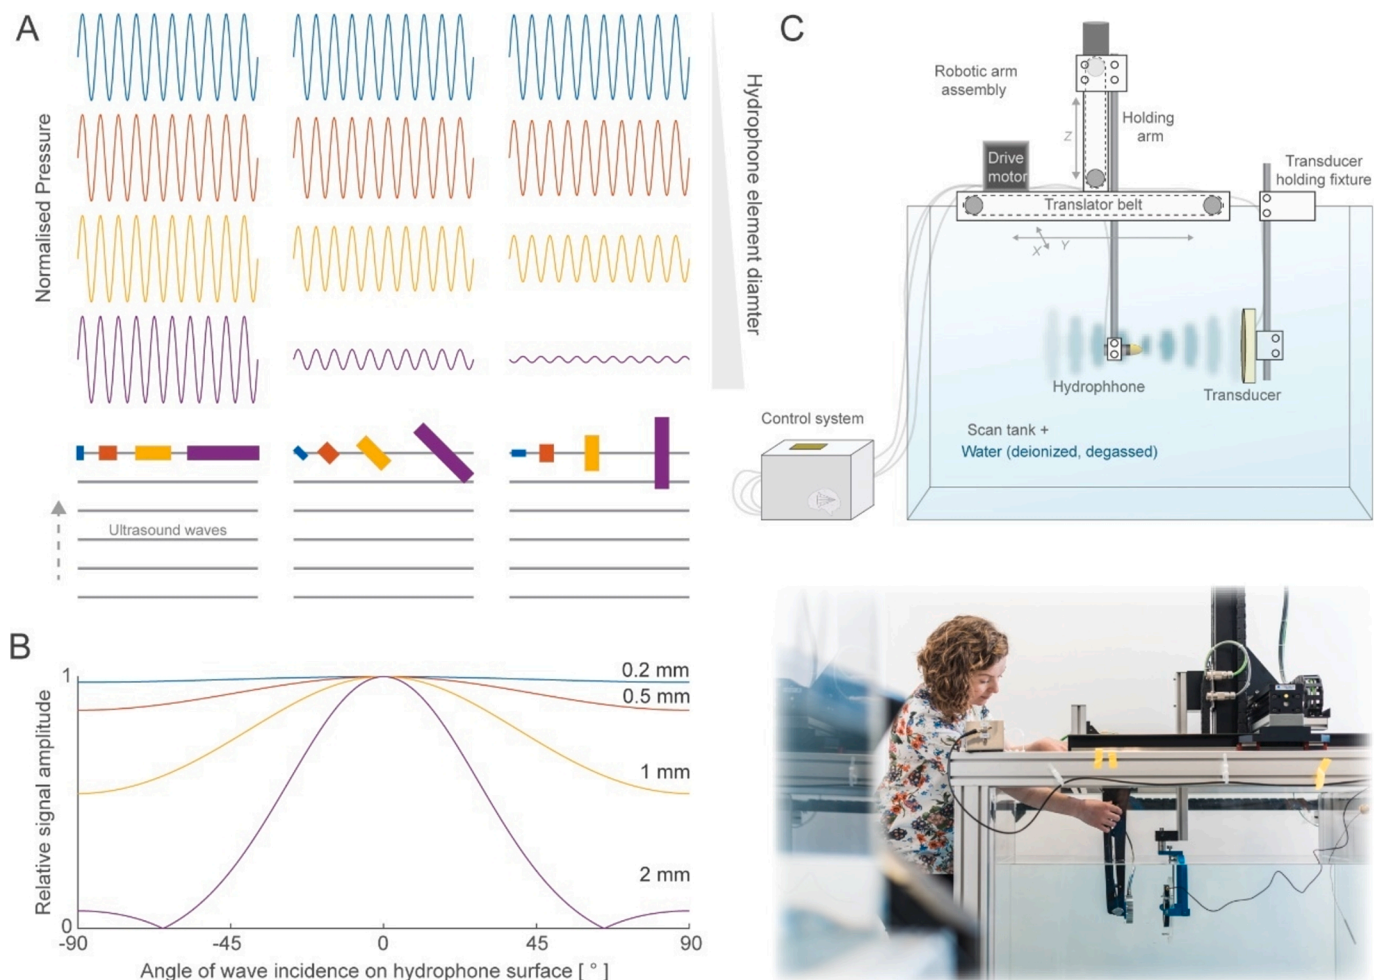 A
Normalised Pressure
Hydrophone element diamter
Ultrasound waves
B
Relative signal amplitude
1
0
0.2 mm
0.5 mm
1 mm
2 mm
-90
-45
0
45
90
Angle of wave incidence on hydrophone surface [ ° ]
C
Robotic arm
assembly
Z
Holding
arm
Drive
motor
Transducer
holding fixture
Translator belt
X
Y
Hydrophhone
Transducer
Control system
Scan tank +
Water (deionized, degassed)